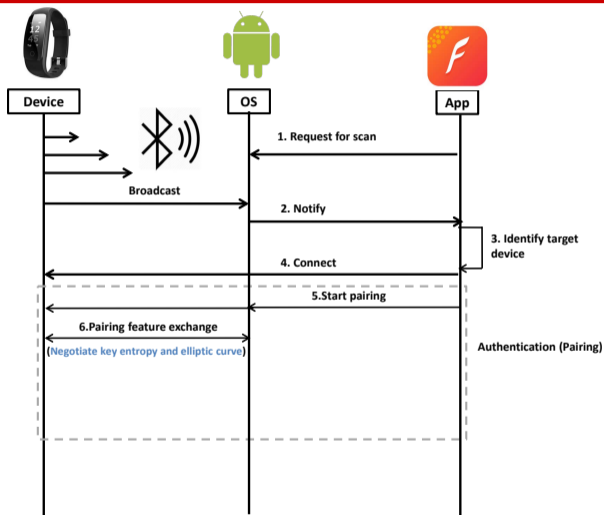 Device
OS
App
1. Request for scan
Broadcast
2. Notify
3. Identify target
device
4. Connect
5.Start pairing
6.Pairing feature exchange
(Negotiate key entropy and elliptic curve)
Authentication (Pairing)